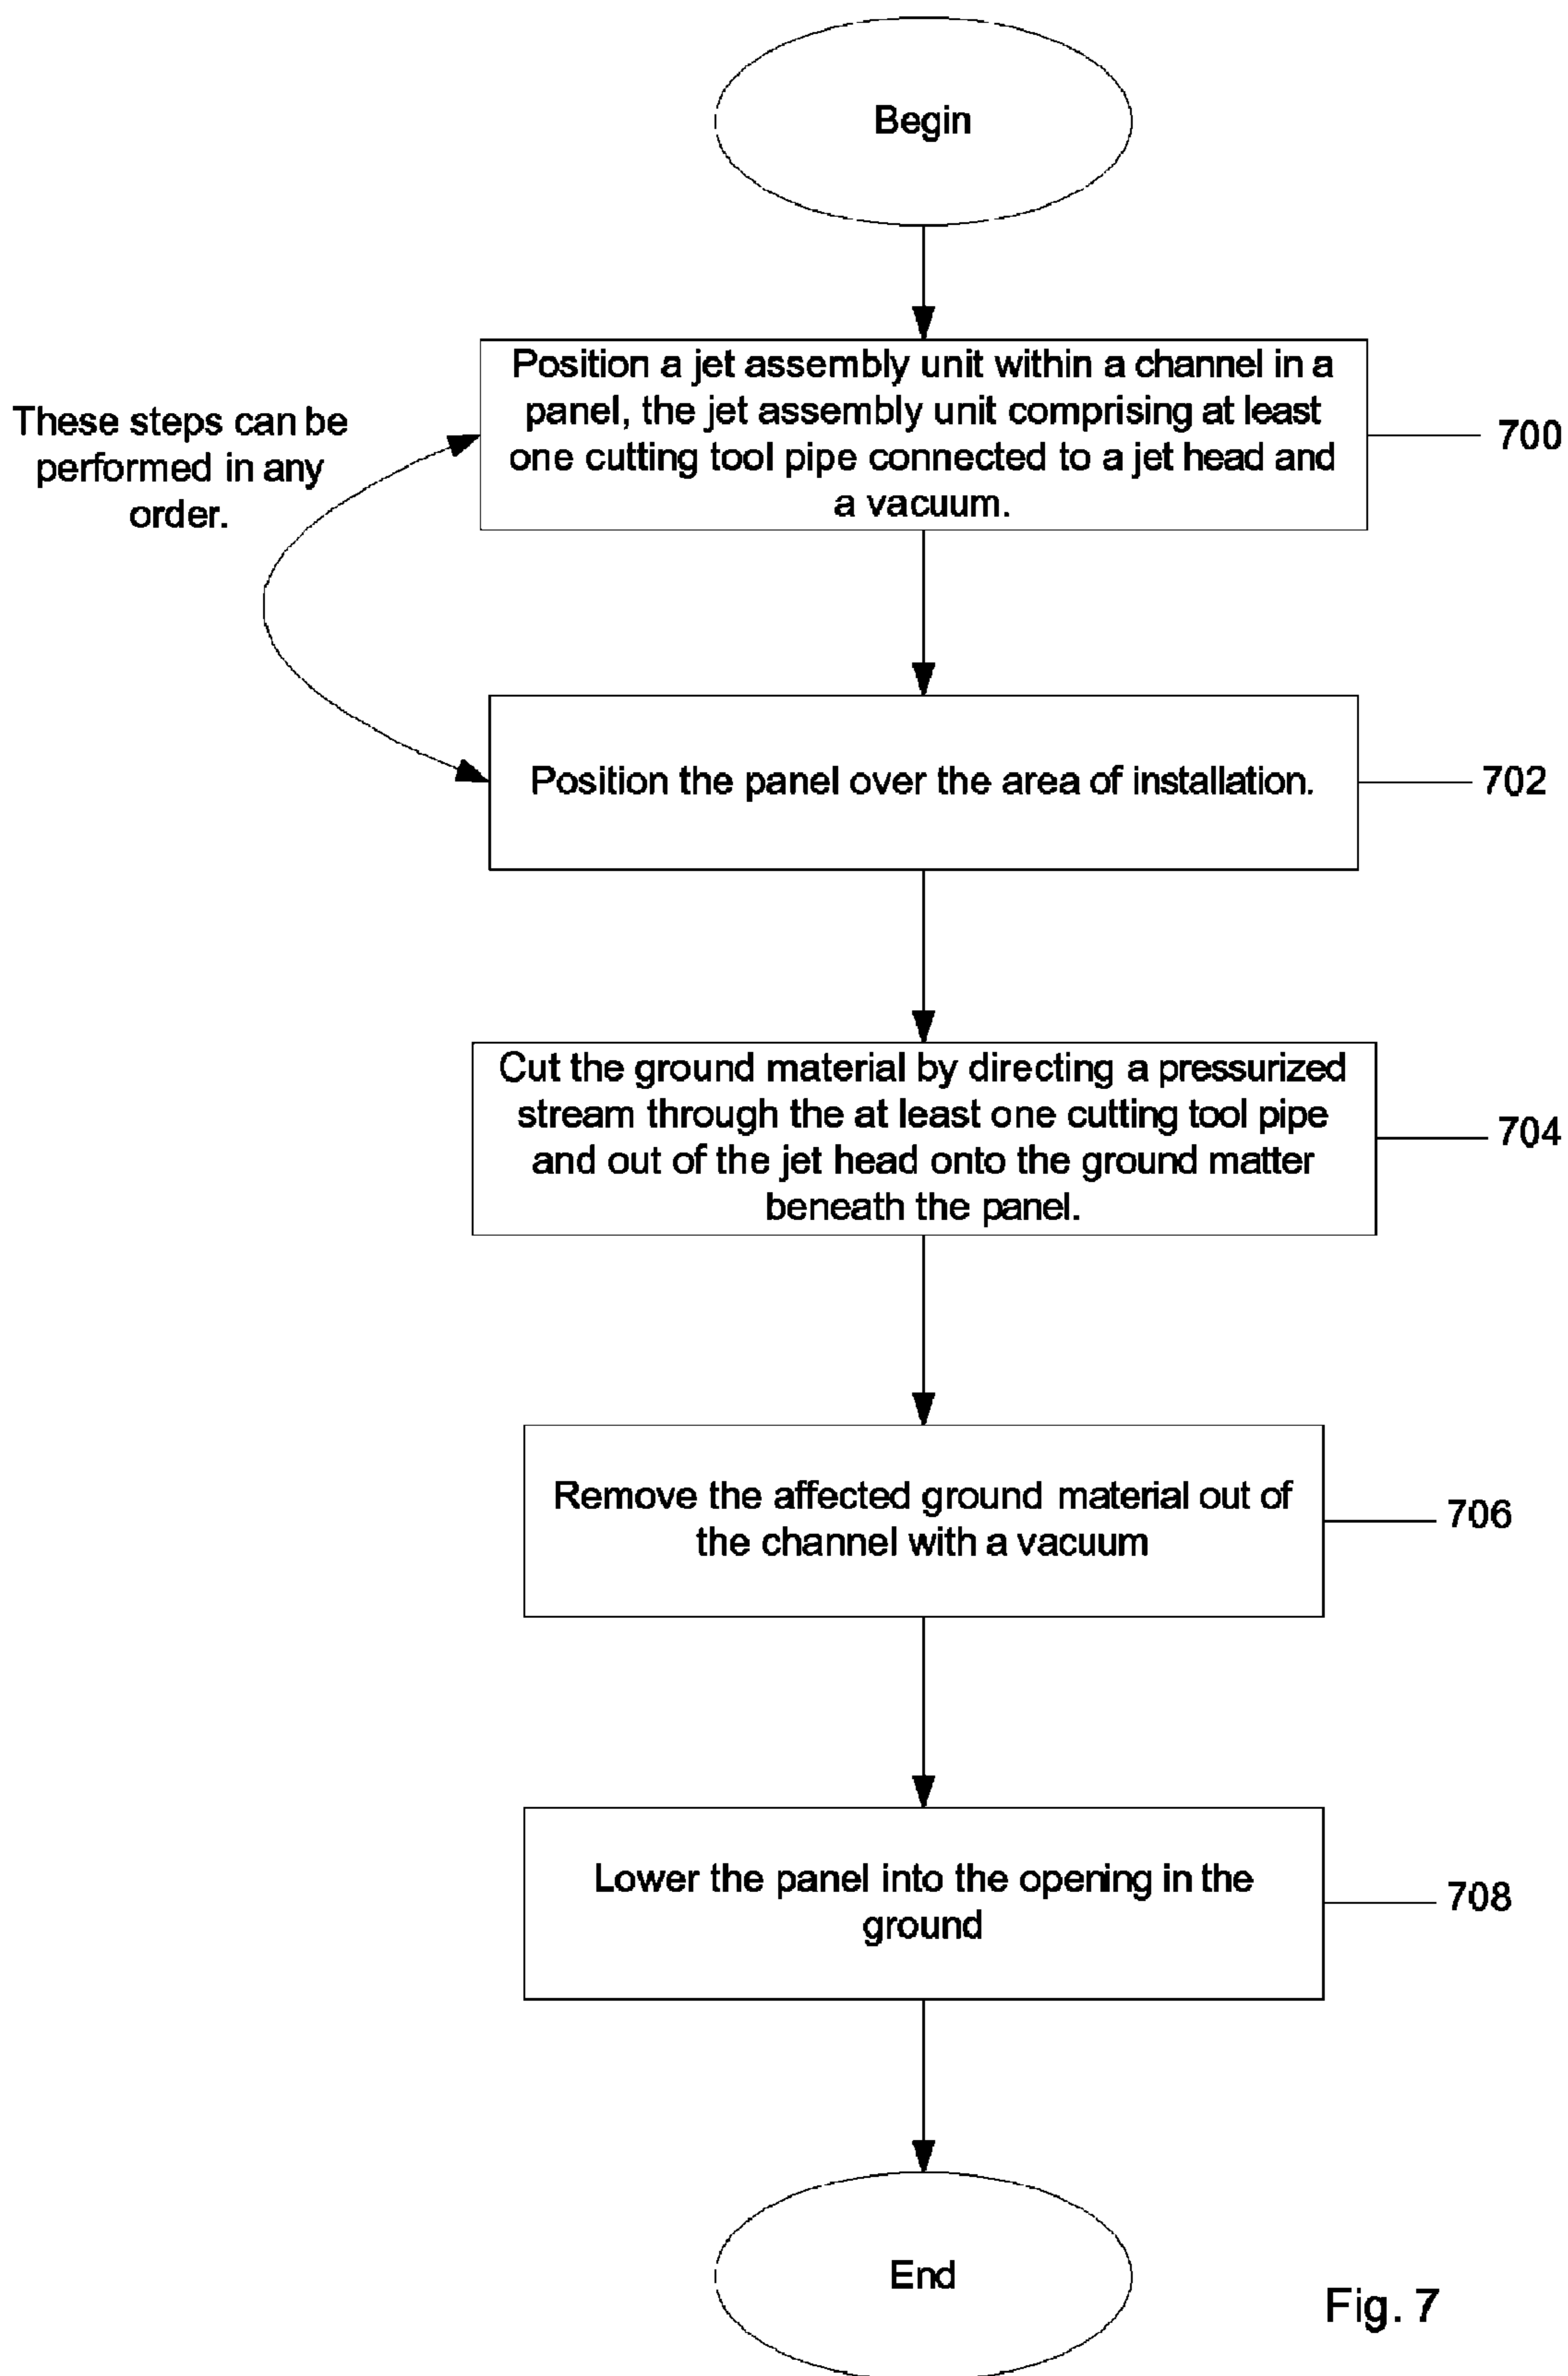 Begin
Position a jet assembly unit within a channel in a
panel, the jet assembly unit comprising at least
one cutting tool pipe connected to a jet head and
a vacuum.
700
These steps can be
performed in any
order.
Position the panel over the area of installation.
702
Cut the ground material by directing a pressurized
stream through the at least one cutting tool pipe
and out of the jet head onto the ground matter
beneath the panel.
704
Remove the affected ground material out of
the channel with a vacuum
706
Lower the panel into the opening in the
ground
708
End
Fig. 7